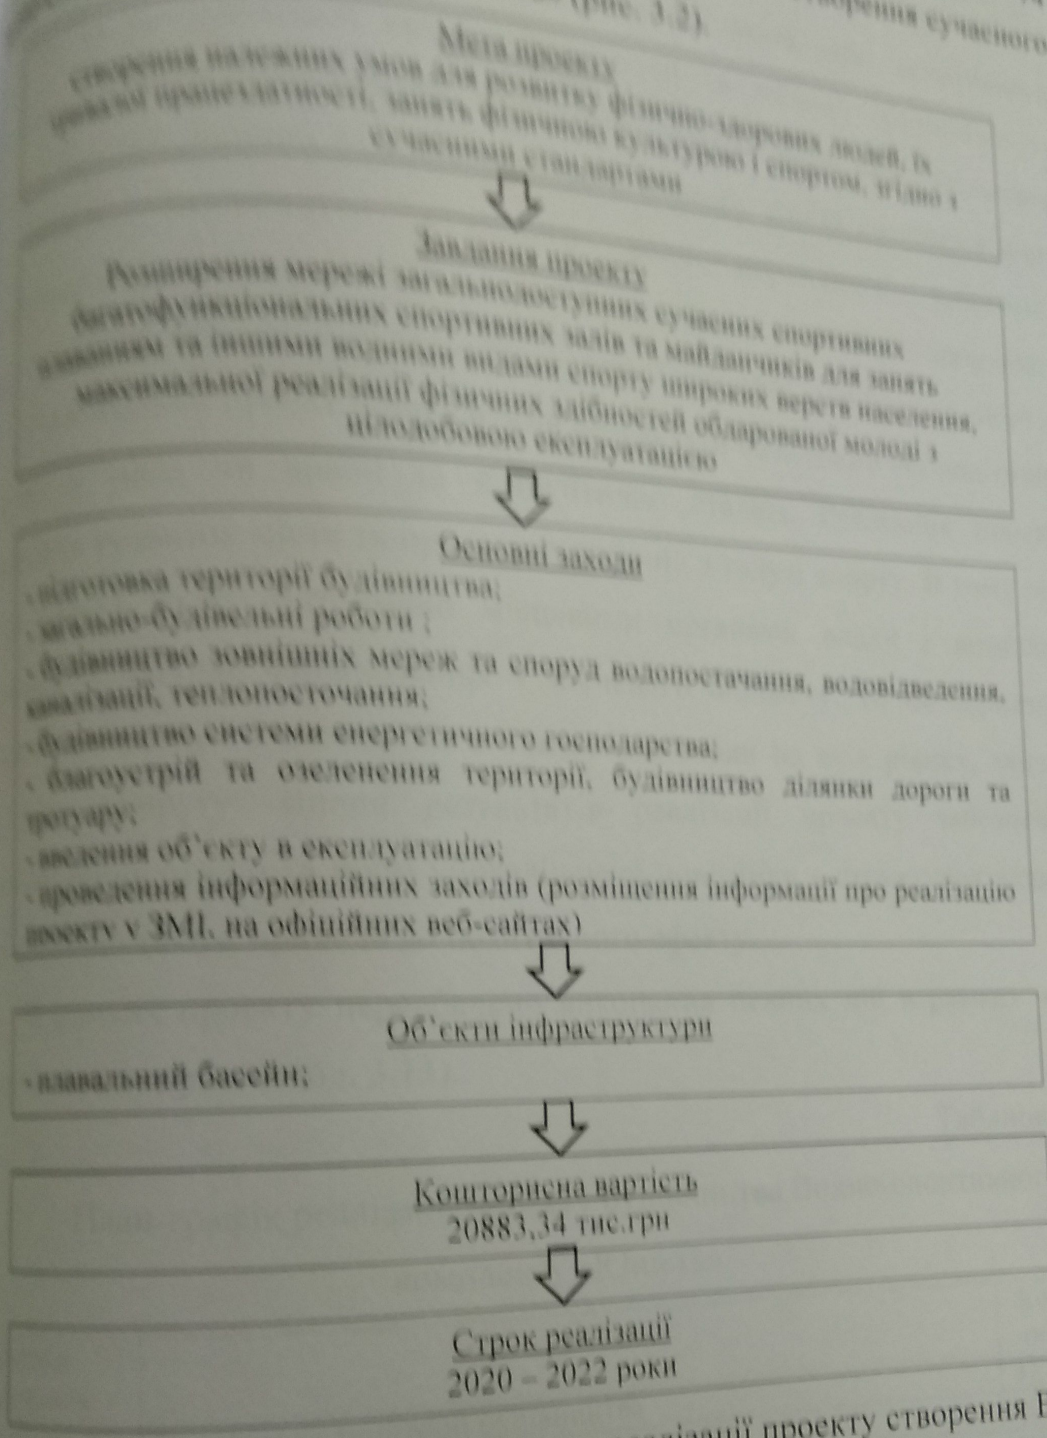 (рис. 3.2).
орення сучасного
Мета проекту
створення належних умов для розвитку фізично-здорових людей, їх
тривалої працездатності, занять фізичною культурою і спортом, згідно з
сучасними стандартами
Завдання проекту
Розширення мережі загальнодоступних сучасних спортивних
багатофункціональних спортивних залів та майданчиків для занять
плаванням та іншими водними видами спорту широких верств населення,
максимальної реалізації фізичних здібностей обдарованої молоді з
цілодобовою експлуатацією
Основні заходи
- підготовка території будівництва;
- загально-будівельні роботи ;
- будівництво зовнішніх мереж та споруд водопостачання, водовідведення,
каналізації, теплопосточання;
- будівництво системи енергетичного господарства;
- благоустрій та озеленення території, будівництво ділянки дороги та
тротуару;
- введення об’єкту в експлуатацію;
- проведення інформаційних заходів (розміщення інформації про реалізацію
проекту у ЗМІ, на офіційних веб-сайтах)
Об’єкти інфраструктури
- плавальний басейн;
Кошторисна вартість
20883,34 тис.грн
Строк реалізації
2020 – 2022 роки
алізації проекту створення